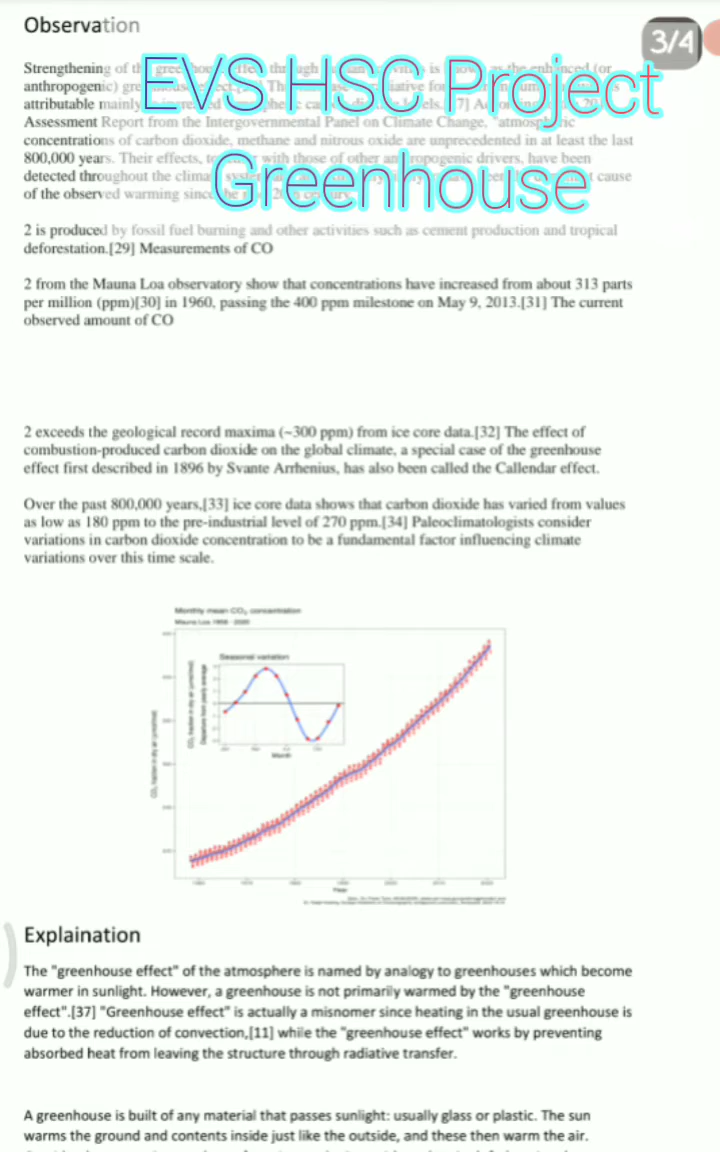 Observation
3/4
EVS HSC Project
Greenhouse
Strengthening of
anthropogenic)
attributable mainly
Assessment Report from the Intergovernmental Panel on Climate Change, "atmospheric
concentrations of carbon dioxide, methane and nitrous oxide are unprecedented in at least the last
800,000 years. Their effects, with those of other anthropogenic drivers, have been
detected throughout the cause
of the observed warming since
2 is produced by fossil fuel burning and other activities such as cement production and tropical
deforestation.[29] Measurements of CO
2 from the Mauna Loa observatory show that concentrations have increased from about 313 parts
per million (ppm)[30] in 1960, passing the 400 ppm milestone on May 9, 2013.[31] The current
observed amount of CO
2 exceeds the geological record maxima (~300 ppm) from ice core data.[32] The effect of
combustion-produced carbon dioxide on the global climate, a special case of the greenhouse
effect first described in 1896 by Svante Arrhenius, has also been called the Callendar effect.
Over the past 800,000 years,[33] ice core data shows that carbon dioxide has varied from values
as low as 180 ppm to the pre-industrial level of 270 ppm.[34] Paleoclimatologists consider
variations in carbon dioxide concentration to be a fundamental factor influencing climate
variations over this time scale.
Monthly mean CO₂ concentration
Mauna Loa 1958 - 2020
Seasonal variation
Month
Year
Explaination
The "greenhouse effect" of the atmosphere is named by analogy to greenhouses which become
warmer in sunlight. However, a greenhouse is not primarily warmed by the "greenhouse
effect".[37] "Greenhouse effect" is actually a misnomer since heating in the usual greenhouse is
due to the reduction of convection,[11] while the "greenhouse effect" works by preventing
absorbed heat from leaving the structure through radiative transfer.
A greenhouse is built of any material that passes sunlight: usually glass or plastic. The sun
warms the ground and contents inside just like the outside, and these then warm the air.